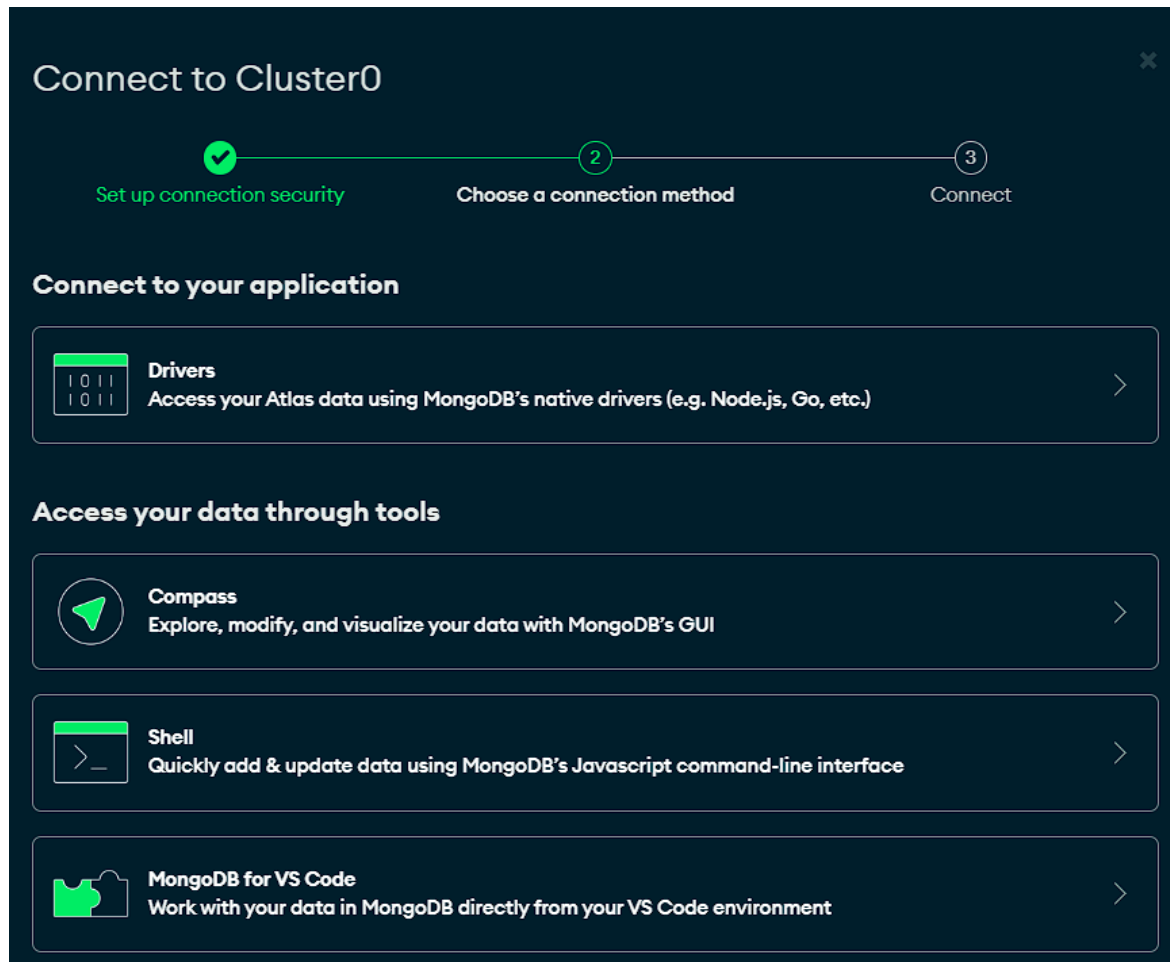 Connect to Cluster0
2
3
Set up connection security
Choose a connection method
Connect
Connect to your application
1011
1011
Drivers
Access your Atlas data using MongoDB's native drivers (e.g. Node.js, Go, etc.)
Access your data through tools
Compass
Explore, modify, and visualize your data with MongoDB's GUI
>_
Shell
Quickly add & update data using MongoDB's Javascript command-line interface
MongoDB for VS Code
Work with your data in MongoDB directly from your VS Code environment